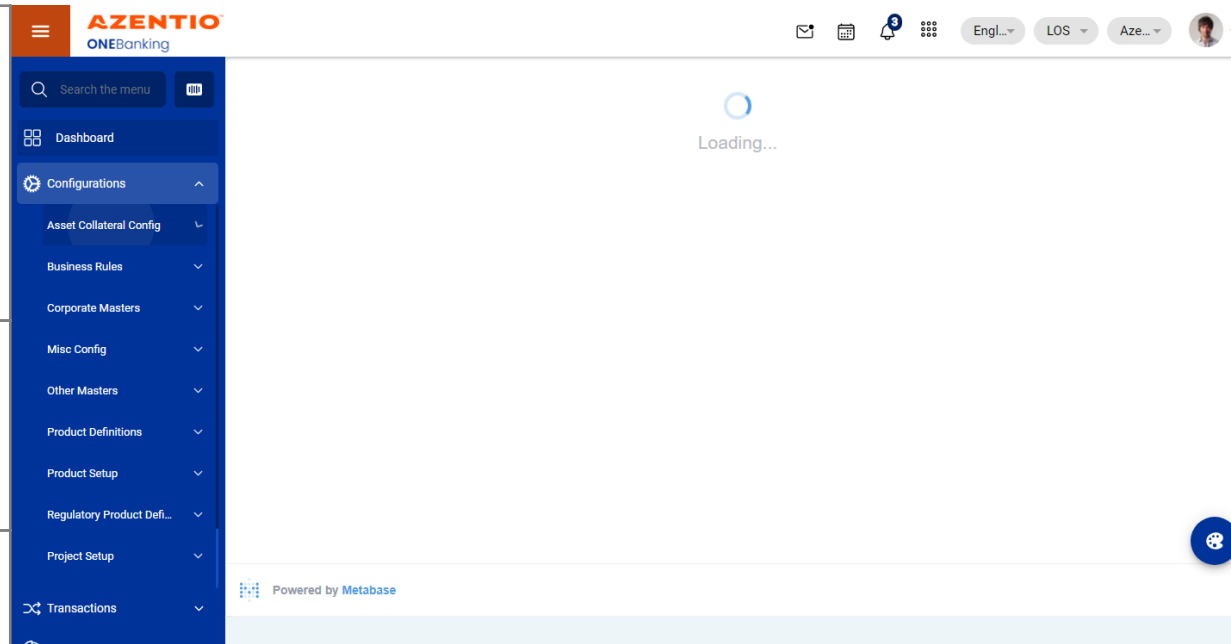 AZENTIO
ONEBanking
3
Engl...
LOS
Aze...
Search the menu
Dashboard
Configurations
Asset Collateral Config
Business Rules
Corporate Masters
Misc Config
Other Masters
Product Definitions
Product Setup
Regulatory Product Defi...
Project Setup
Transactions
Loading...
Powered by Metabase